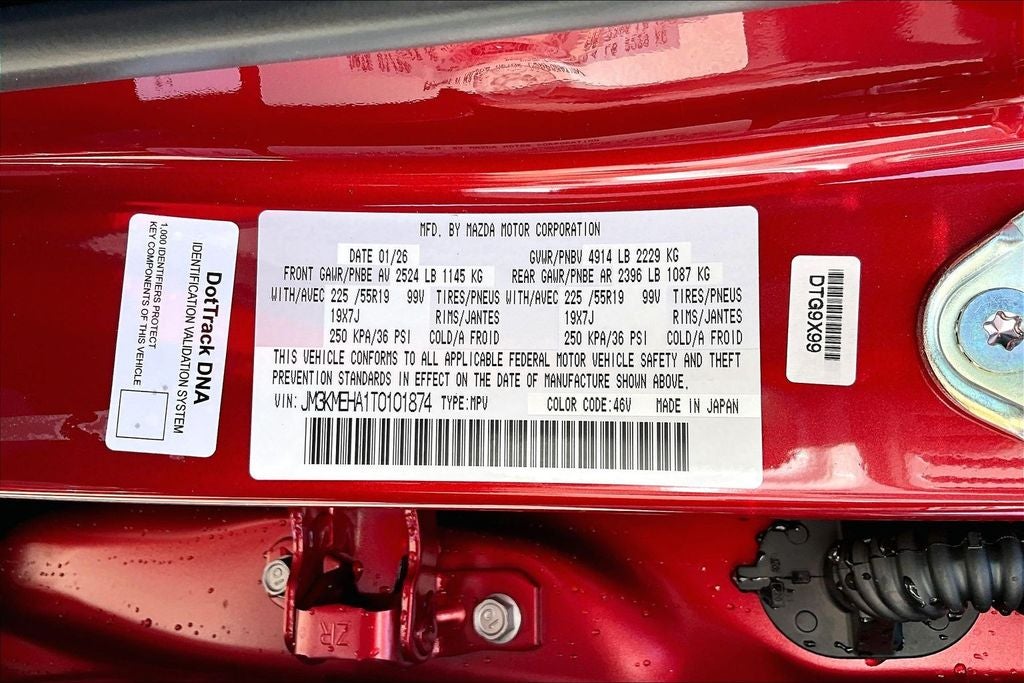 MFD. BY MAZDA MOTOR CORPORATION
DATE 01/26 GVWR/PNBV 4914 LB 2229 KG
FRONT GAWR/PNBE AV 2524 LB 1145 KG REAR GAWR/PNBE AR 2396 LB 1087 KG
WITH/AVEC 225 /55R19 99V TIRES/PNEUS WITH/AVEC 225 /55R19 99V TIRES/PNEUS
19X7J RIMS/JANTES 19X7J RIMS/JANTES
250 KPA/36 PSI COLD/A FROID 250 KPA/36 PSI COLD/A FROID
THIS VEHICLE CONFORMS TO ALL APPLICABLE FEDERAL MOTOR VEHICLE SAFETY AND THEFT
PREVENTION STANDARDS IN EFFECT ON THE DATE OF MANUFACTURE SHOWN ABOVE.
VIN: JM3KMEHA1T0101874 TYPE:MPV COLOR CODE:46V MADE IN JAPAN
DotTrack DNA
IDENTIFICATION VALIDATION SYSTEM
1,000 IDENTIFIERS PROTECT
KEY COMPONENTS OF THIS VEHICLE
DTG9X99
ZR